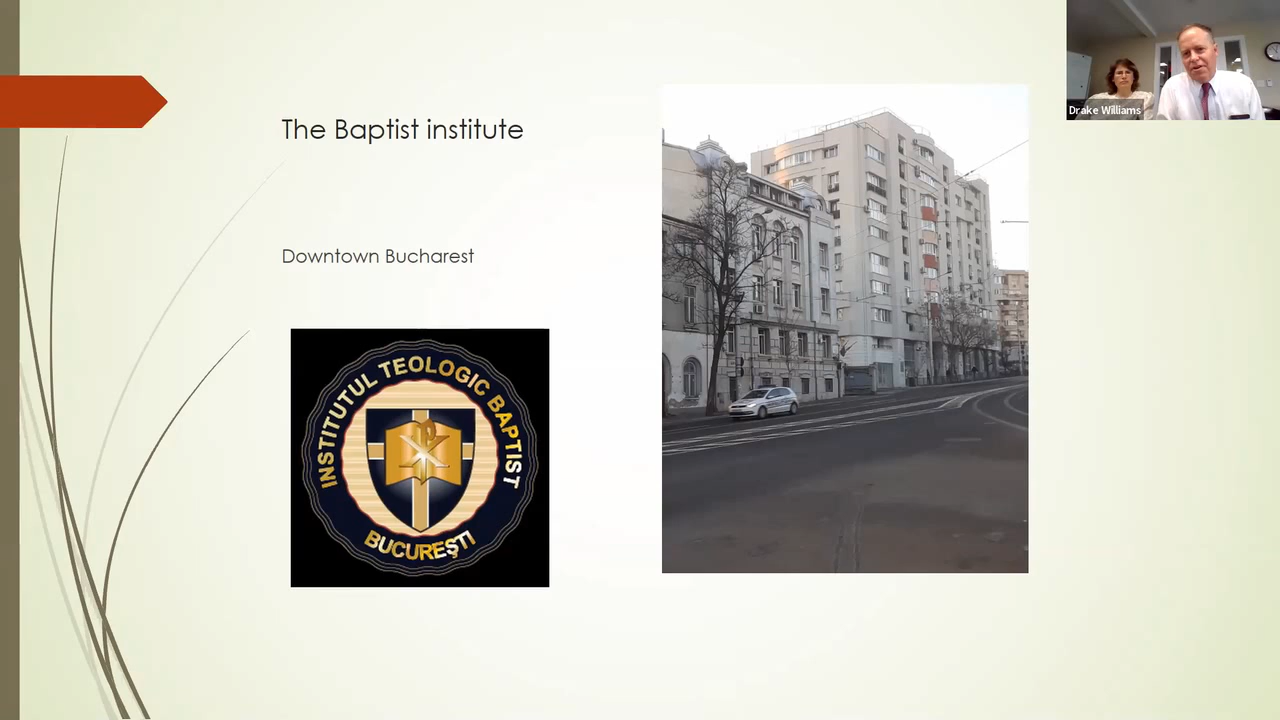 The Baptist institute
Downtown Bucharest
INSTITUTUL TEOLOGIC BAPTIST
BUCUREȘTI
Drake Williams